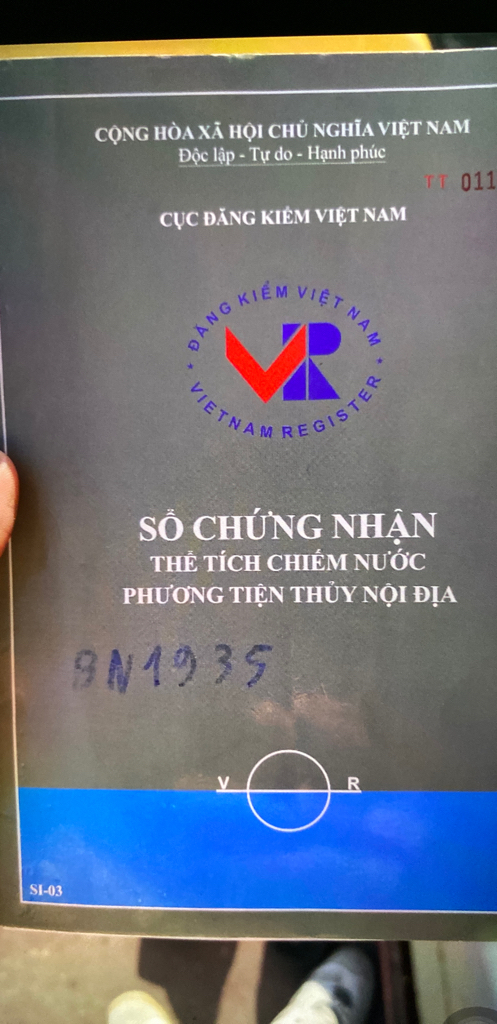 CỘNG HÒA XÃ HỘI CHỦ NGHĨA VIỆT NAM
Độc lập - Tự do - Hạnh phúc
TT 011
CỤC ĐĂNG KIỂM VIỆT NAM
ĐĂNG KIỂM VIỆT NAM
VR
VIETNAM REGISTER
SỔ CHỨNG NHẬN
THỂ TÍCH CHIẾM NƯỚC
PHƯƠNG TIỆN THỦY NỘI ĐỊA
BN1935
V R
SI-03